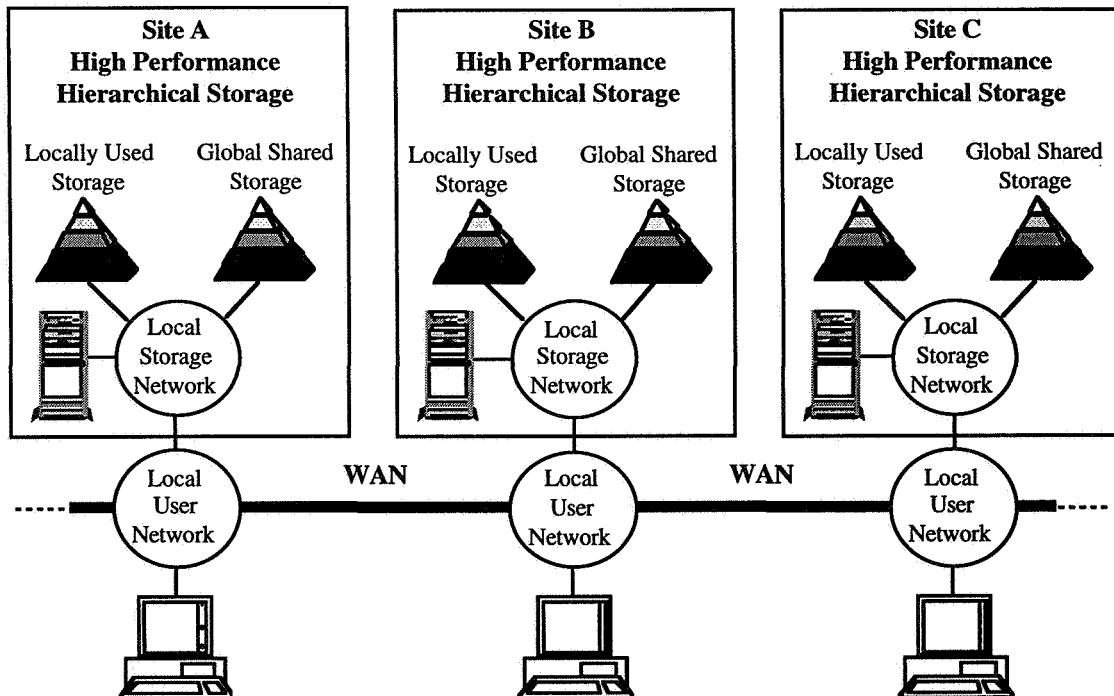 Site A
High Performance
Hierarchical Storage
Locally Used
Storage
Global Shared
Storage
Local
Storage
Network
Site B
High Performance
Hierarchical Storage
Locally Used
Storage
Global Shared
Storage
Local
Storage
Network
Site C
High Performance
Hierarchical Storage
Locally Used
Storage
Global Shared
Storage
Local
Storage
Network
Local
User
Network
WAN
Local
User
Network
WAN
Local
User
Network